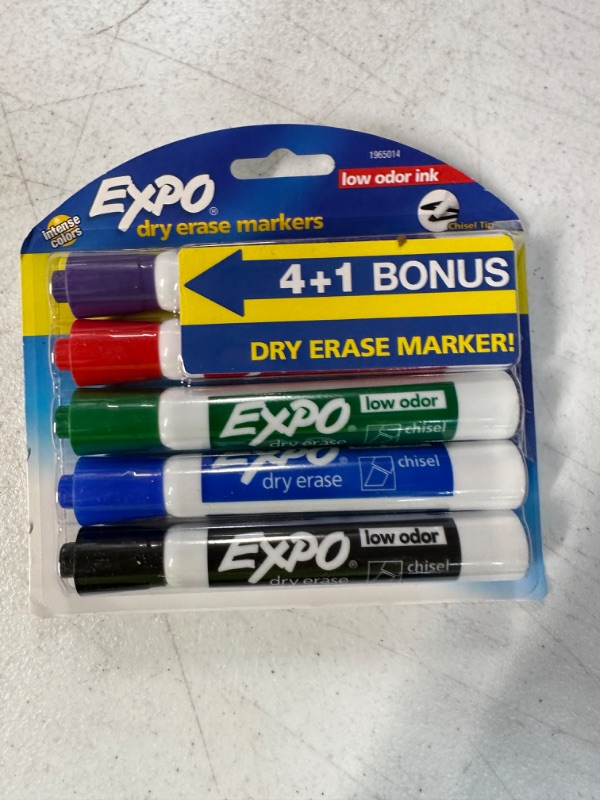 1965014
low odor ink
EXPO®
dry erase markers
intense
colors
Chisel Tip
4+1 BONUS
DRY ERASE MARKER!
EXPO® low odor
dry erase chisel
EXPO® chisel
dry erase
EXPO® low odor
dry erase chisel